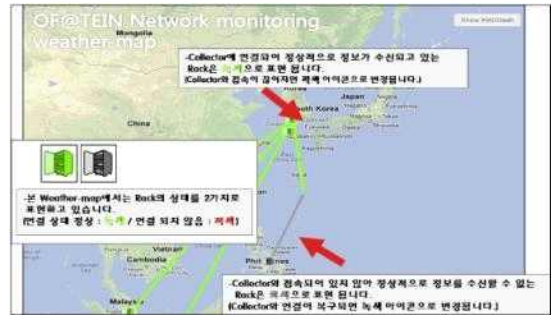 OF@TEIN Network monitoring
weather map
Mongolia
-Collector에 연결되어 정상적으로 정보가 수신되고 있는
Rack은 녹색으로 표현 됩니다.
(Collector와 접속이 끊어지면 적색 아이콘으로 변경됩니다.)
Japan
South Korea
China
-본 Weather-map에서는 Rack의 상태를 2가지로
표현하고 있습니다.
(연결 상태 정상 : 녹색 / 연결 되지 않음 : 적색)
Vietnam
Cambodia
Malaysia
-Collector와 접속되어 있지 않아 정상적으로 정보를 수신할 수 없는
Rack은 표현 됩니다.
(Collector와 연결이 복구되면 녹색 아이콘으로 변경됩니다.)